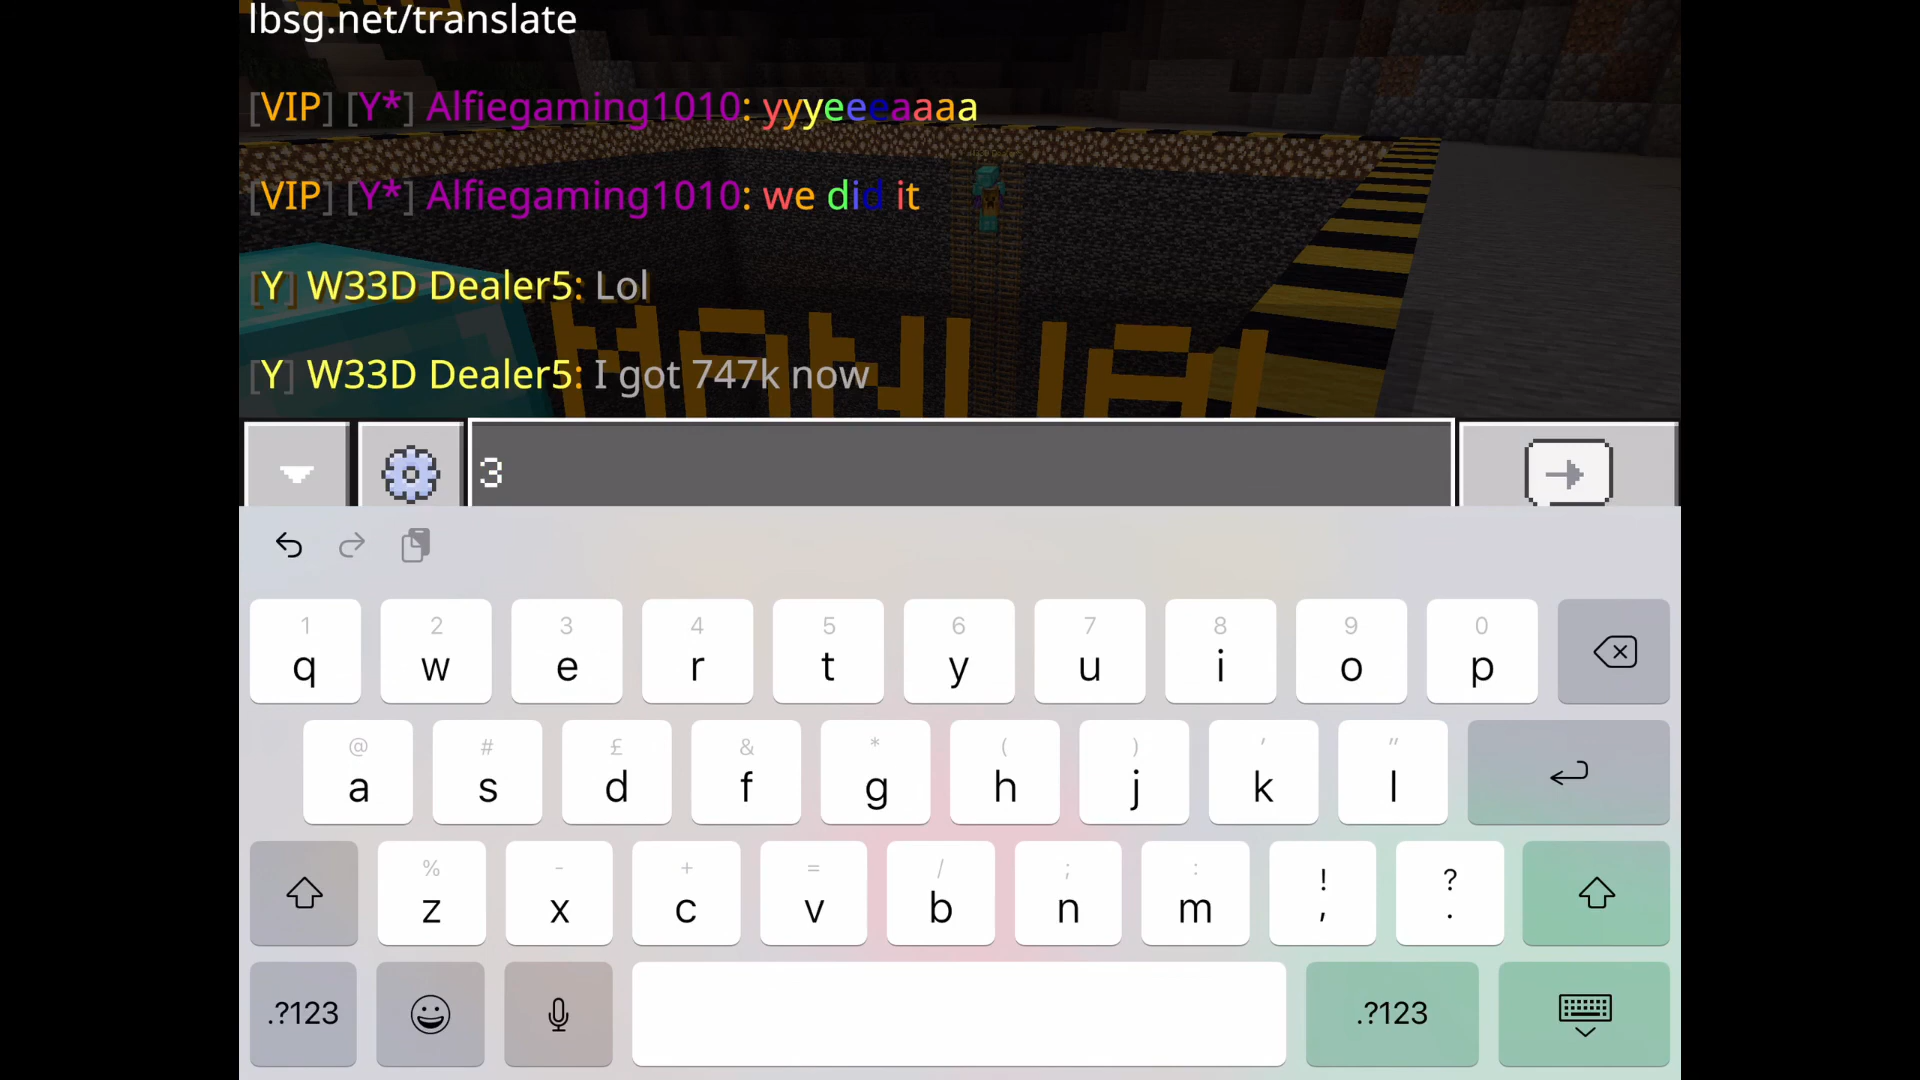 lbsg.net/translate
[VIP] [Y*] Alfiegaming1010: yyyeeeaaaa
[VIP] [Y*] Alfiegaming1010: we did it
[Y] W33D Dealer5: Lol
[Y] W33D Dealer5: I got 747k now
3
1 2 3 4 5 6 7 8 9 0
q w e r t y u i o p
@ # £ & * ( ) ' "
a s d f g h j k l
% - + = / ; : ! ?
z x c v b n m , .
.?123 .?123